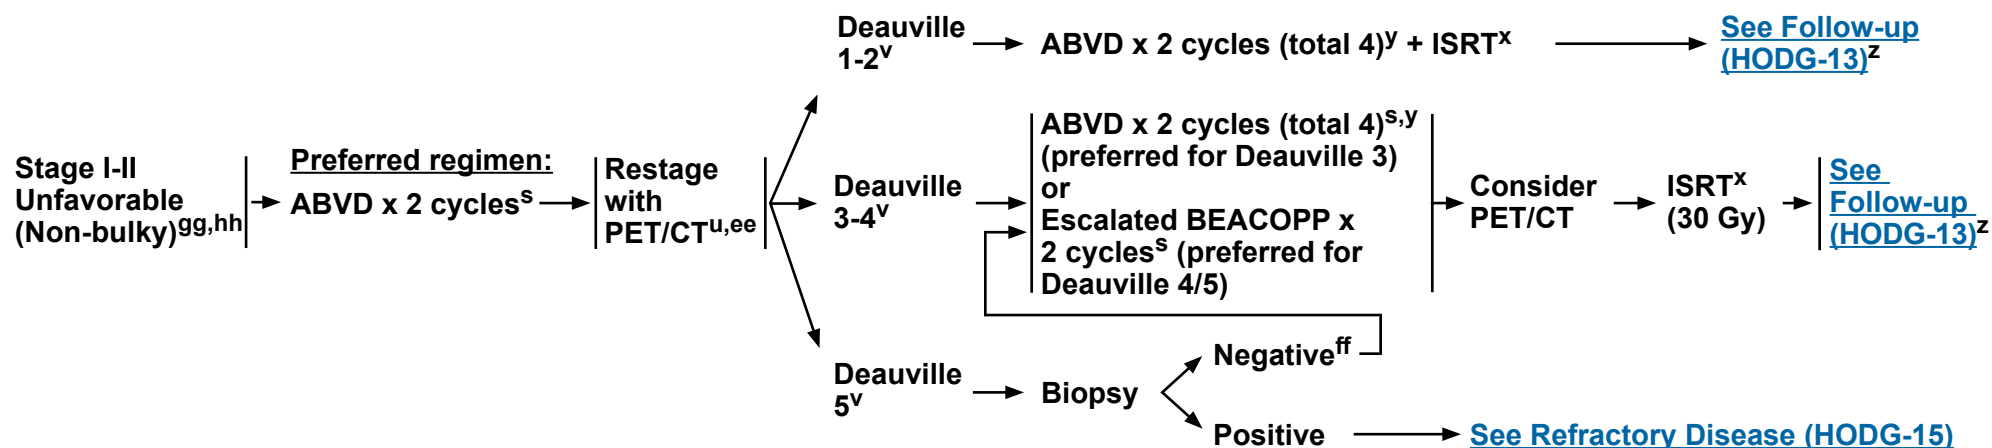 Stage I-II
Unfavorable
(Non-bulky)gg,hh
Preferred regimen:
ABVD x 2 cycless
Restage
with
PET/CTu,ee
Deauville
1-2v
ABVD x 2 cycles (total 4)y + ISRTx
See Follow-up
(HODG-13)z
Deauville
3-4v
ABVD x 2 cycles (total 4)s,y
(preferred for Deauville 3)
or
Escalated BEACOPP x
2 cycless (preferred for
Deauville 4/5)
Consider
PET/CT
ISRTx
(30 Gy)
See
Follow-up
(HODG-13)z
Deauville
5v
Biopsy
Negativeff
Positive
See Refractory Disease (HODG-15)